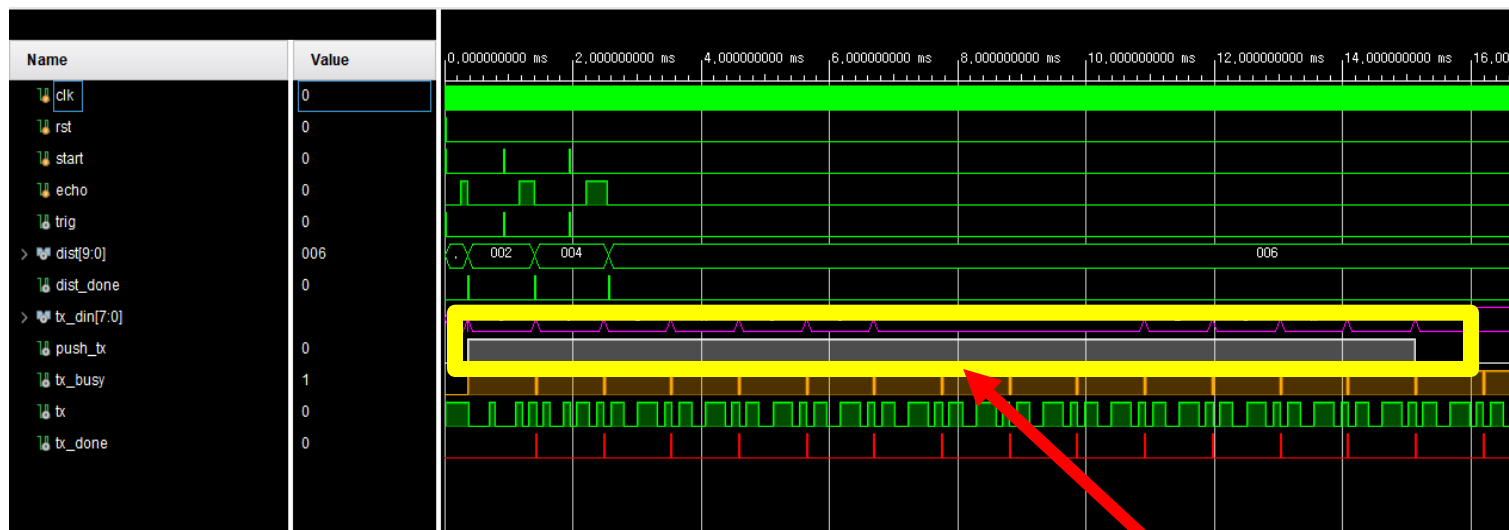 Name Value
0,000000000 ms 2,000000000 ms 4,000000000 ms 6,000000000 ms 8,000000000 ms 10,000000000 ms 12,000000000 ms 14,000000000 ms 16,00
clk 0
rst 0
start 0
echo 0
trig 0
dist[9:0] 006 . 002 004 006
dist_done 0
tx_din[7:0]
push_tx 0
tx_busy 1
tx 0
tx_done 0